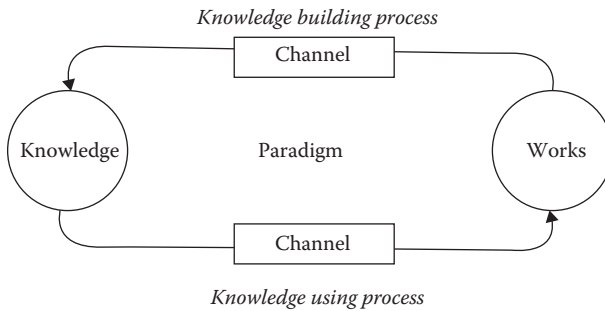 Knowledge building process
Channel
Knowledge
Paradigm
Works
Channel
Knowledge using process